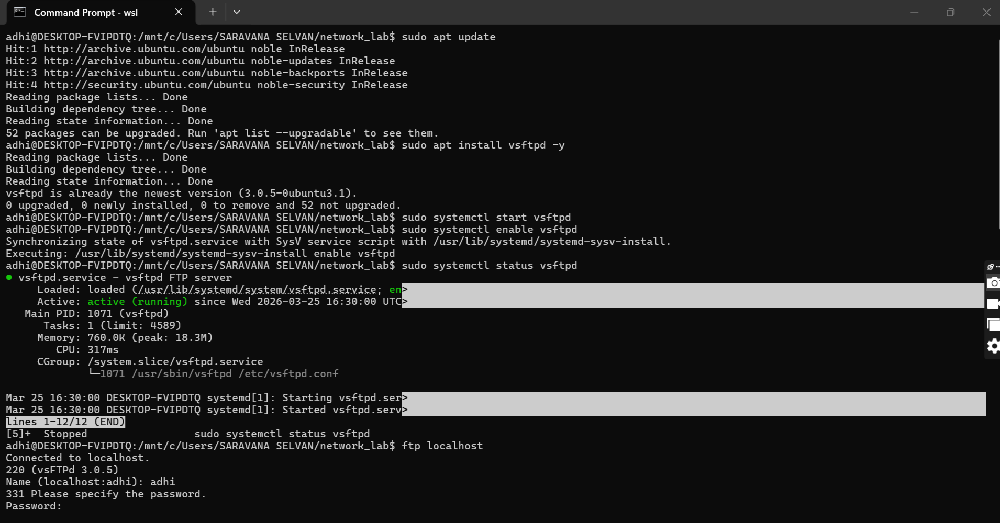 Command Prompt - wsl
adhi@DESKTOP-FVIPDTQ:/mnt/c/Users/SARAVANA SELVAN/network_lab$ sudo apt update
Hit:1 http://archive.ubuntu.com/ubuntu noble InRelease
Hit:2 http://archive.ubuntu.com/ubuntu noble-updates InRelease
Hit:3 http://archive.ubuntu.com/ubuntu noble-backports InRelease
Hit:4 http://security.ubuntu.com/ubuntu noble-security InRelease
Reading package lists... Done
Building dependency tree... Done
Reading state information... Done
52 packages can be upgraded. Run 'apt list --upgradable' to see them.
adhi@DESKTOP-FVIPDTQ:/mnt/c/Users/SARAVANA SELVAN/network_lab$ sudo apt install vsftpd -y
Reading package lists... Done
Building dependency tree... Done
Reading state information... Done
vsftpd is already the newest version (3.0.5-0ubuntu3.1).
0 upgraded, 0 newly installed, 0 to remove and 52 not upgraded.
adhi@DESKTOP-FVIPDTQ:/mnt/c/Users/SARAVANA SELVAN/network_lab$ sudo systemctl start vsftpd
adhi@DESKTOP-FVIPDTQ:/mnt/c/Users/SARAVANA SELVAN/network_lab$ sudo systemctl enable vsftpd
Synchronizing state of vsftpd.service with SysV service script with /usr/lib/systemd/systemd-sysv-install.
Executing: /usr/lib/systemd/systemd-sysv-install enable vsftpd
adhi@DESKTOP-FVIPDTQ:/mnt/c/Users/SARAVANA SELVAN/network_lab$ sudo systemctl status vsftpd
● vsftpd.service - vsftpd FTP server
     Loaded: loaded (/usr/lib/systemd/system/vsftpd.service; en>
     Active: active (running) since Wed 2026-03-25 16:30:00 UTC>
   Main PID: 1071 (vsftpd)
      Tasks: 1 (limit: 4589)
     Memory: 760.0K (peak: 18.3M)
        CPU: 317ms
     CGroup: /system.slice/vsftpd.service
             └─1071 /usr/sbin/vsftpd /etc/vsftpd.conf
Mar 25 16:30:00 DESKTOP-FVIPDTQ systemd[1]: Starting vsftpd.ser>
Mar 25 16:30:00 DESKTOP-FVIPDTQ systemd[1]: Started vsftpd.serv>
lines 1-12/12 (END)
[5]+  Stopped                 sudo systemctl status vsftpd
adhi@DESKTOP-FVIPDTQ:/mnt/c/Users/SARAVANA SELVAN/network_lab$ ftp localhost
Connected to localhost.
220 (vsFTPd 3.0.5)
Name (localhost:adhi): adhi
331 Please specify the password.
Password: